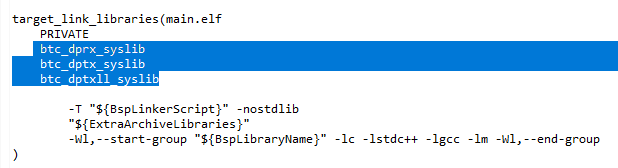 target_link_libraries(main.elf
PRIVATE
btc_dprx_syslib
btc_dptx_syslib
btc_dptxll_syslib
-T "${BspLinkerScript}" -nostdlib
"${ExtraArchiveLibraries}"
-Wl,--start-group "${BspLibraryName}" -lc -lstdc++ -lgcc -lm -Wl,--end-group
)